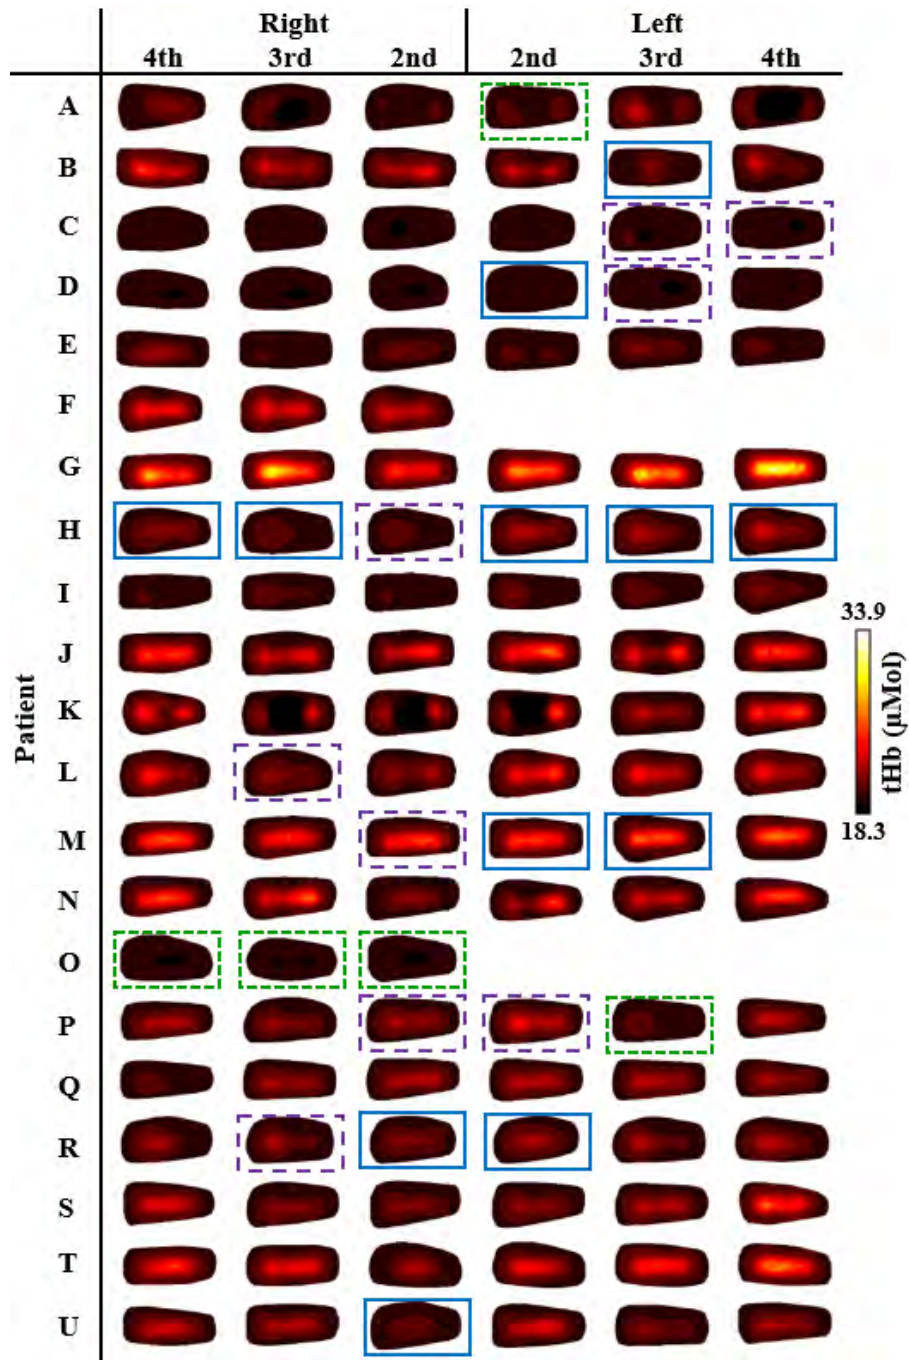 Right Left
4th 3rd 2nd 2nd 3rd 4th
A
B
C
D
E
F
G
H
I
J
K
L
M
N
O
P
Q
R
S
T
U
Patient
33.9
tHb (μMol)
18.3